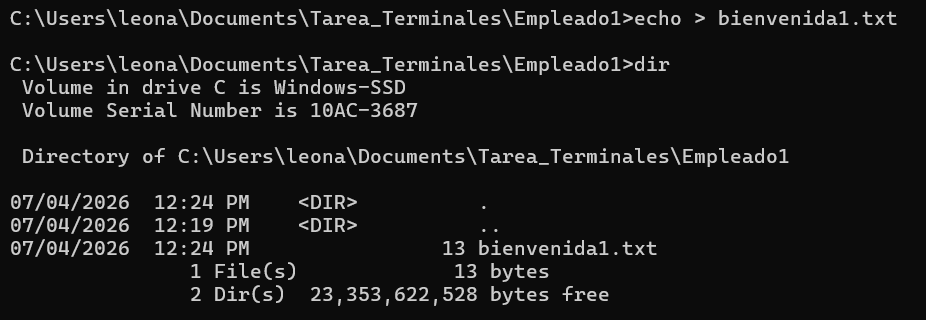 C:\Users\leona\Documents\Tarea_Terminales\Empleado1>echo > bienvenida1.txt
C:\Users\leona\Documents\Tarea_Terminales\Empleado1>dir
 Volume in drive C is Windows-SSD
 Volume Serial Number is 10AC-3687
 Directory of C:\Users\leona\Documents\Tarea_Terminales\Empleado1
07/04/2026  12:24 PM    <DIR>          .
07/04/2026  12:19 PM    <DIR>          ..
07/04/2026  12:24 PM                13 bienvenida1.txt
               1 File(s)             13 bytes
               2 Dir(s)  23,353,622,528 bytes free